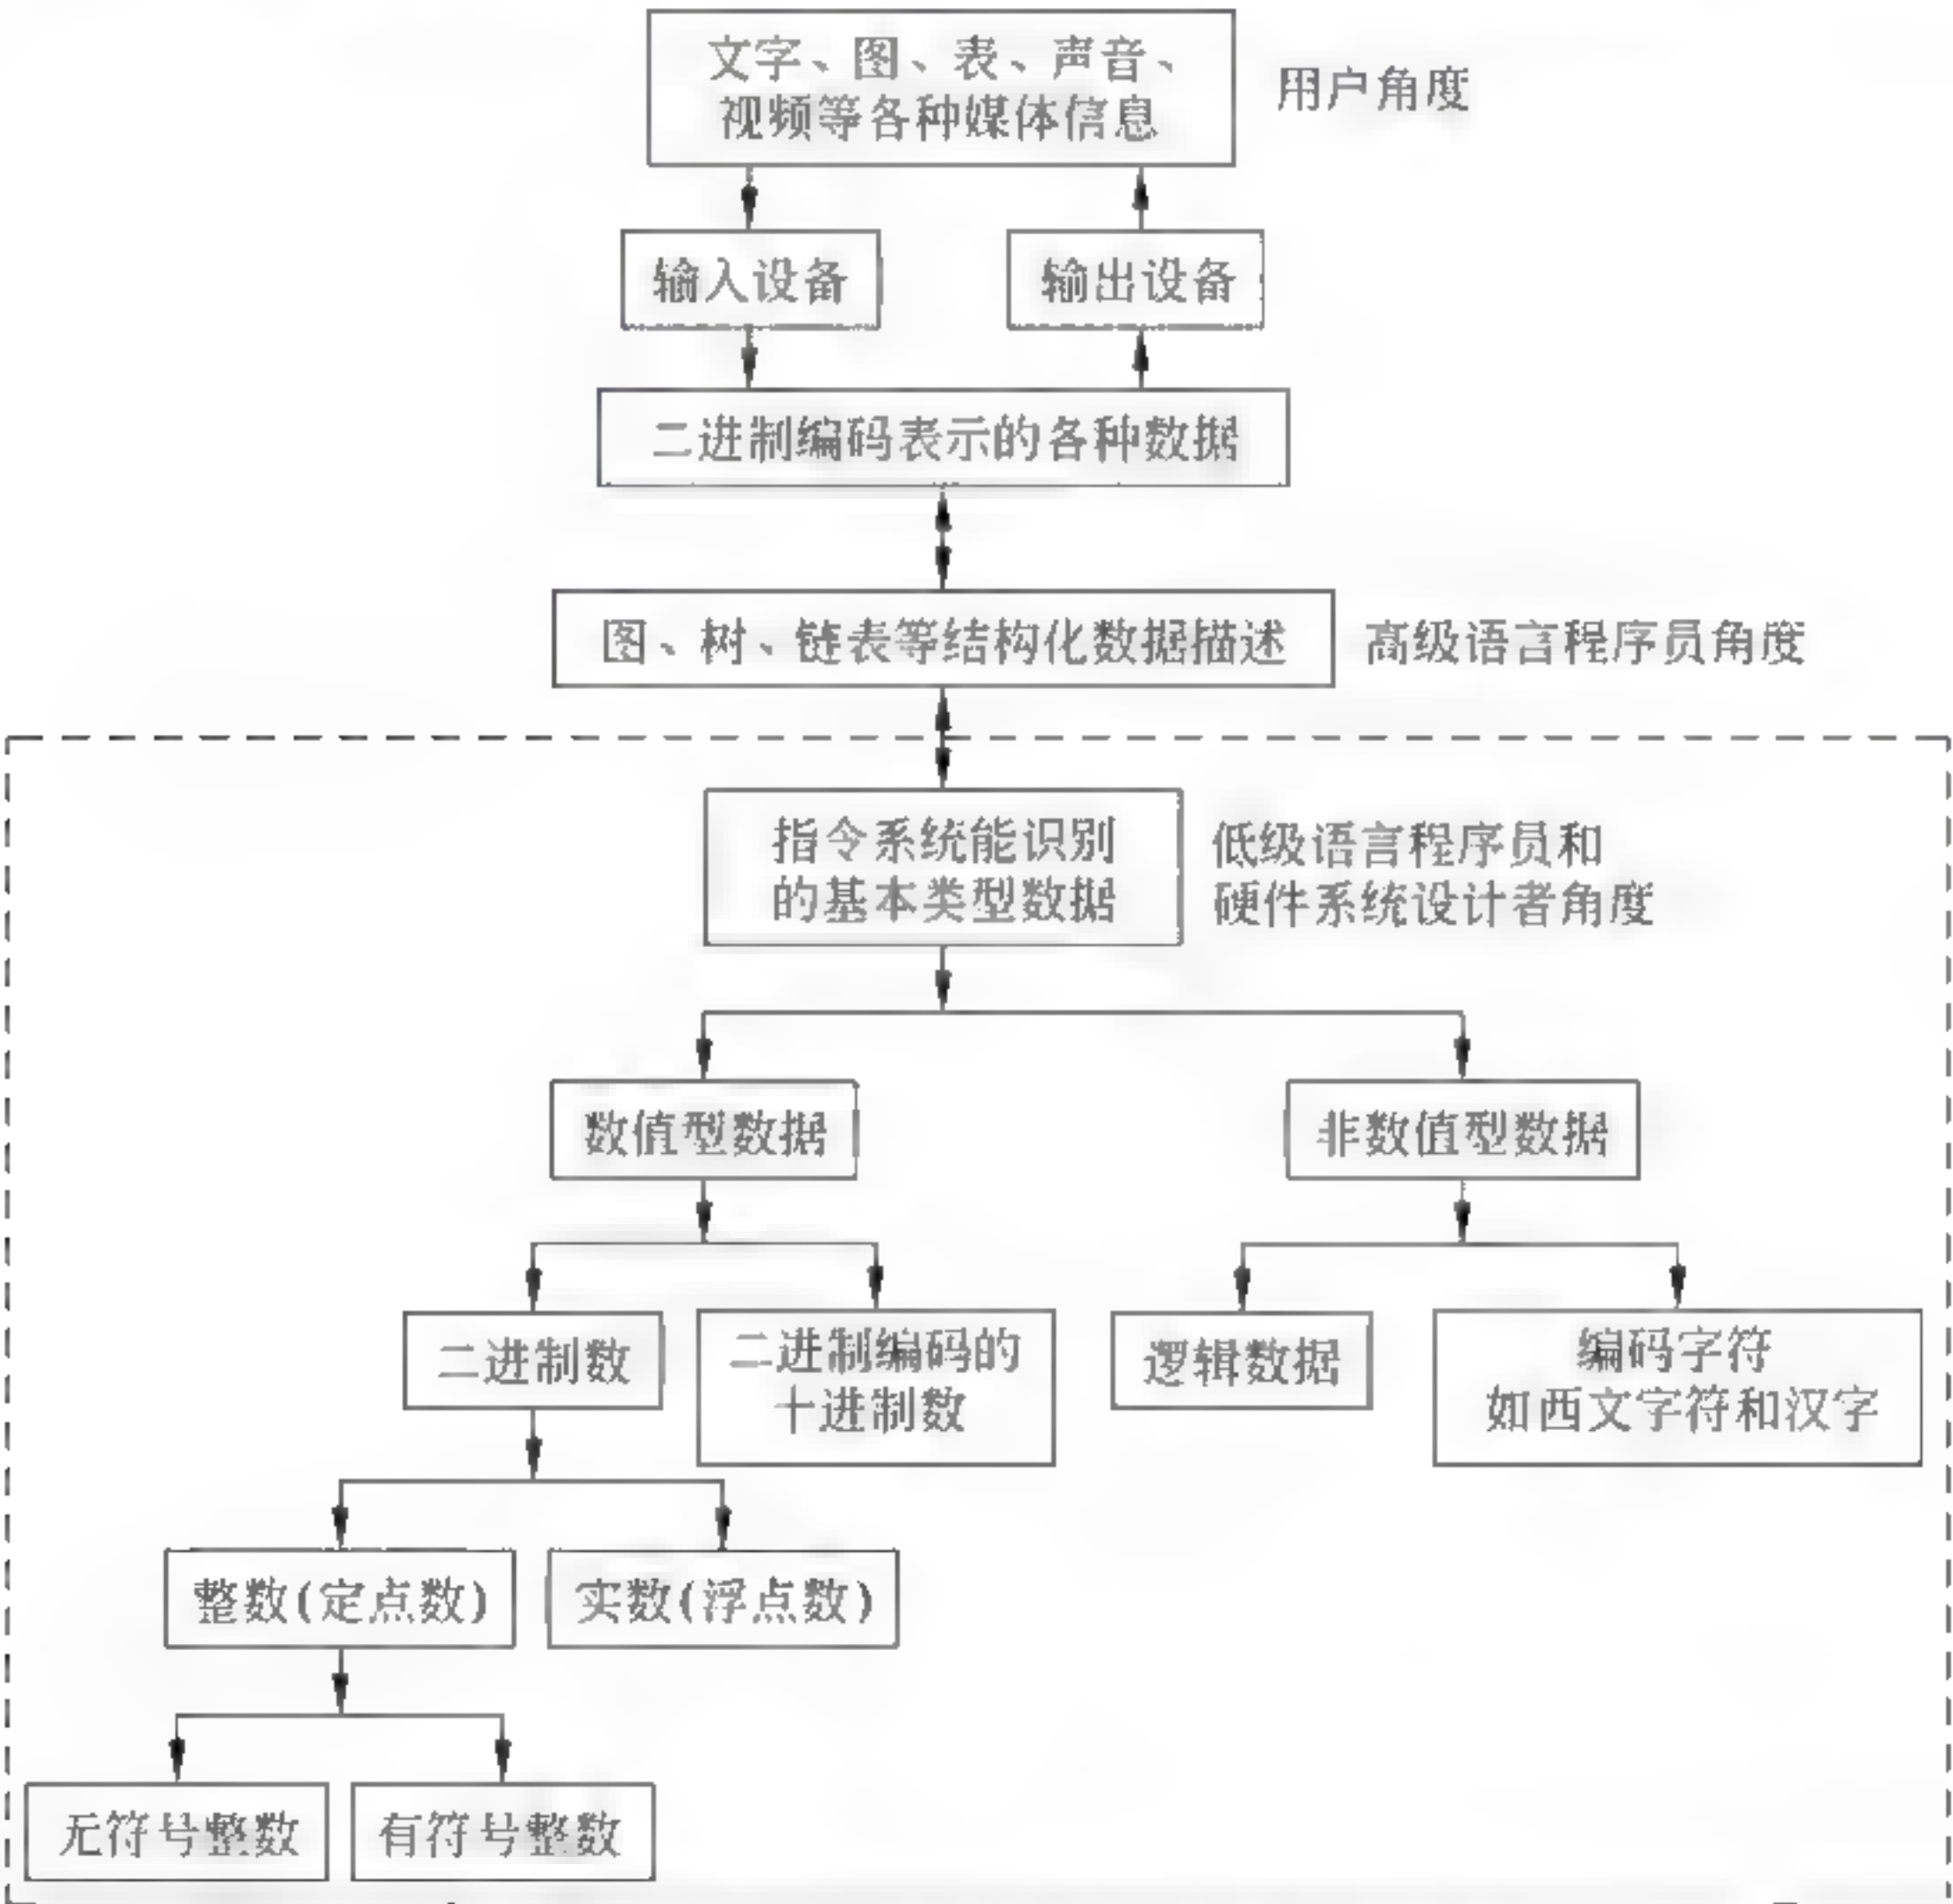 文字、图、表、声音、
视频等各种媒体信息
用户角度
输入设备
输出设备
二进制编码表示的各种数据
图、树、链表等结构化数据描述
高级语言程序员角度
指令系统能识别
的基本类型数据
低级语言程序员和
硬件系统设计者角度
数值型数据
非数值型数据
二进制数
二进制编码的
十进制数
逻辑数据
编码字符
如西文字符和汉字
整数(定点数)
实数(浮点数)
无符号整数
有符号整数